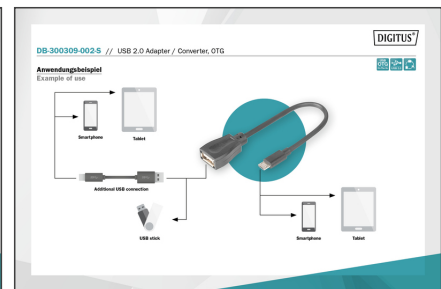 DIGITUS®
DB-300309-002-S // USB 2.0 Adapter / Converter, OTG
Anwendungsbeispiel
Example of use
Smartphone
Tablet
Additional USB connection
USB stick
Smartphone
Tablet